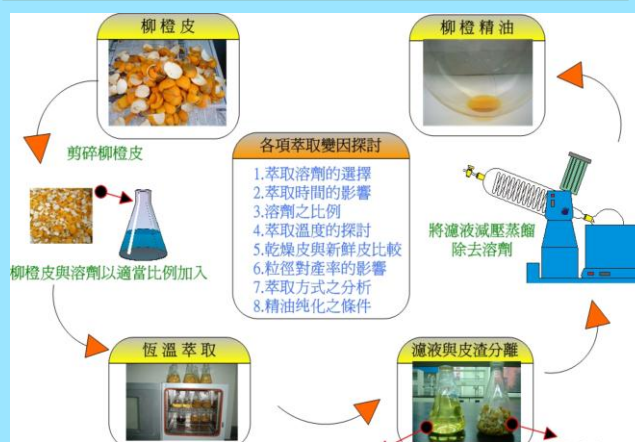 柳橙皮
柳橙精油
剪碎柳橙皮
柳橙皮與溶劑以適當比例加入
各項萃取變因探討
1.萃取溶劑的選擇
2.萃取時間的影響
3.溶劑之比例
4.萃取溫度的探討
5.乾燥皮與新鮮皮比較
6.粒徑對產率的影響
7.萃取方式之分析
8.精油纯化之條件
將濾液減壓蒸餾
除去溶劑
恆溫萃取
濾液與皮渣分離